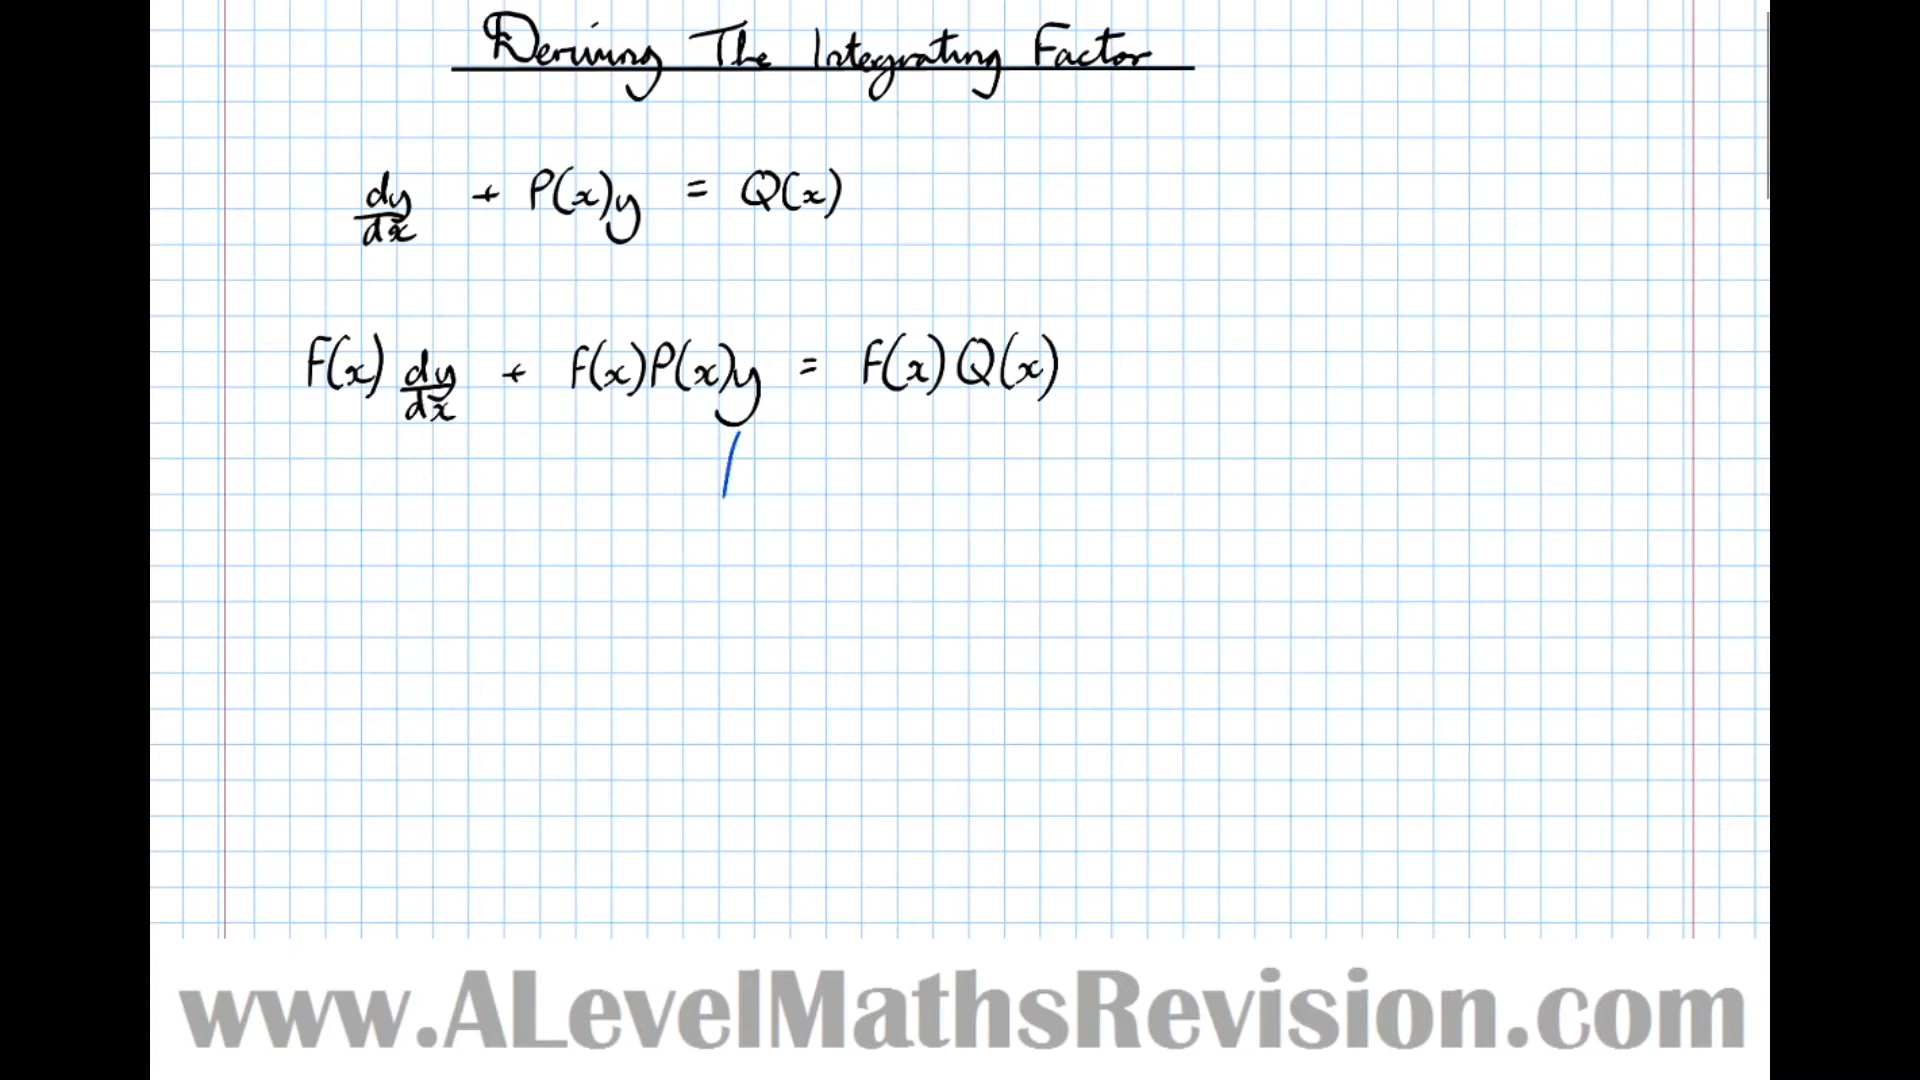 Deriving The Integrating Factor
dy/dx + P(x)y = Q(x)
F(x) dy/dx + F(x)P(x)y = F(x)Q(x)
www.ALevelMathsRevision.com